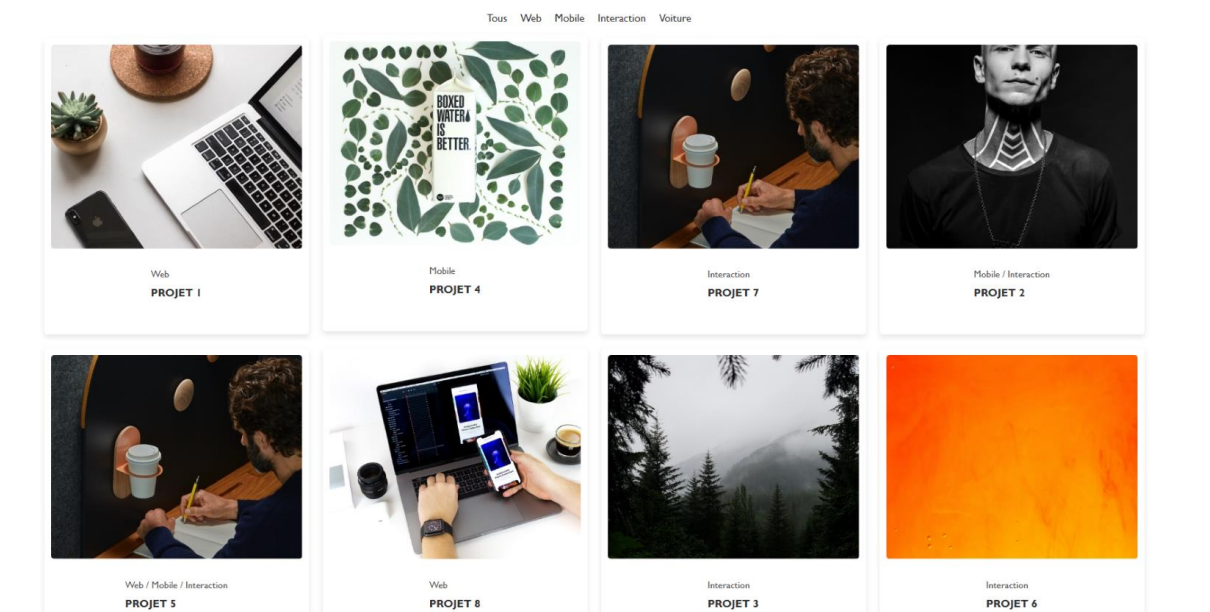 Tous Web Mobile Interaction Voiture
BOXED
WATER
IS
BETTER.
Web
PROJET 1
Mobile
PROJET 4
Interaction
PROJET 7
Mobile / Interaction
PROJET 2
Web / Mobile / Interaction
PROJET 5
Web
PROJET 8
Interaction
PROJET 3
Interaction
PROJET 6